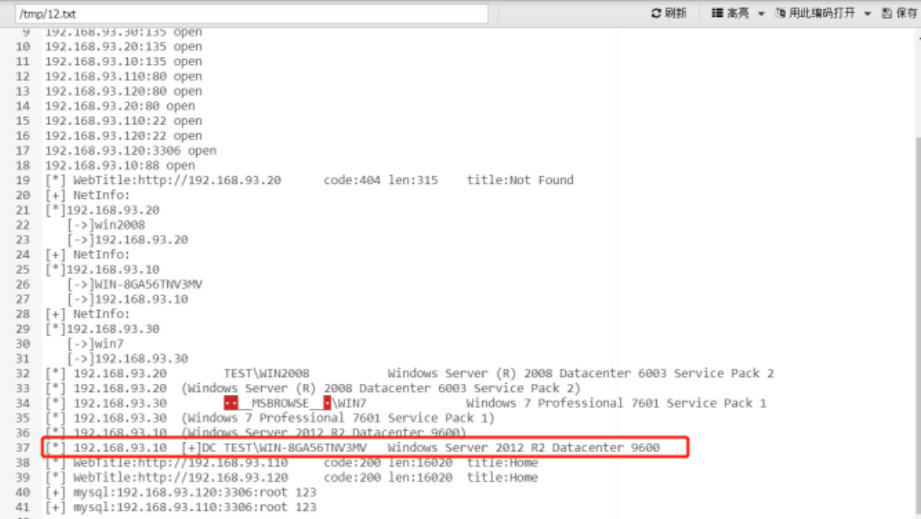 /tmp/12.txt 刷新 高亮 用此编码打开 保存
9 192.168.93.30:135 open
10 192.168.93.20:135 open
11 192.168.93.10:135 open
12 192.168.93.110:80 open
13 192.168.93.120:80 open
14 192.168.93.20:80 open
15 192.168.93.110:22 open
16 192.168.93.120:22 open
17 192.168.93.120:3306 open
18 192.168.93.10:88 open
19 [*] WebTitle:http://192.168.93.20 code:404 len:315 title:Not Found
20 [+] NetInfo:
21 [*]192.168.93.20
22 [->]win2008
23 [->]192.168.93.20
24 [+] NetInfo:
25 [*]192.168.93.10
26 [->]WIN-8GA56TNV3MV
27 [->]192.168.93.10
28 [+] NetInfo:
29 [*]192.168.93.30
30 [->]win7
31 [->]192.168.93.30
32 [*] 192.168.93.20 TEST\WIN2008 Windows Server (R) 2008 Datacenter 6003 Service Pack 2
33 [*] 192.168.93.20 (Windows Server (R) 2008 Datacenter 6003 Service Pack 2)
34 [*] 192.168.93.30 ••__MSBROWSE__•\WIN7 Windows 7 Professional 7601 Service Pack 1
35 [*] 192.168.93.30 (Windows 7 Professional 7601 Service Pack 1)
36 [*] 192.168.93.10 (Windows Server 2012 R2 Datacenter 9600)
37 [*] 192.168.93.10 [+]DC TEST\WIN-8GA56TNV3MV Windows Server 2012 R2 Datacenter 9600
38 [*] WebTitle:http://192.168.93.110 code:200 len:16020 title:Home
39 [*] WebTitle:http://192.168.93.120 code:200 len:16020 title:Home
40 [+] mysql:192.168.93.120:3306:root 123
41 [+] mysql:192.168.93.110:3306:root 123